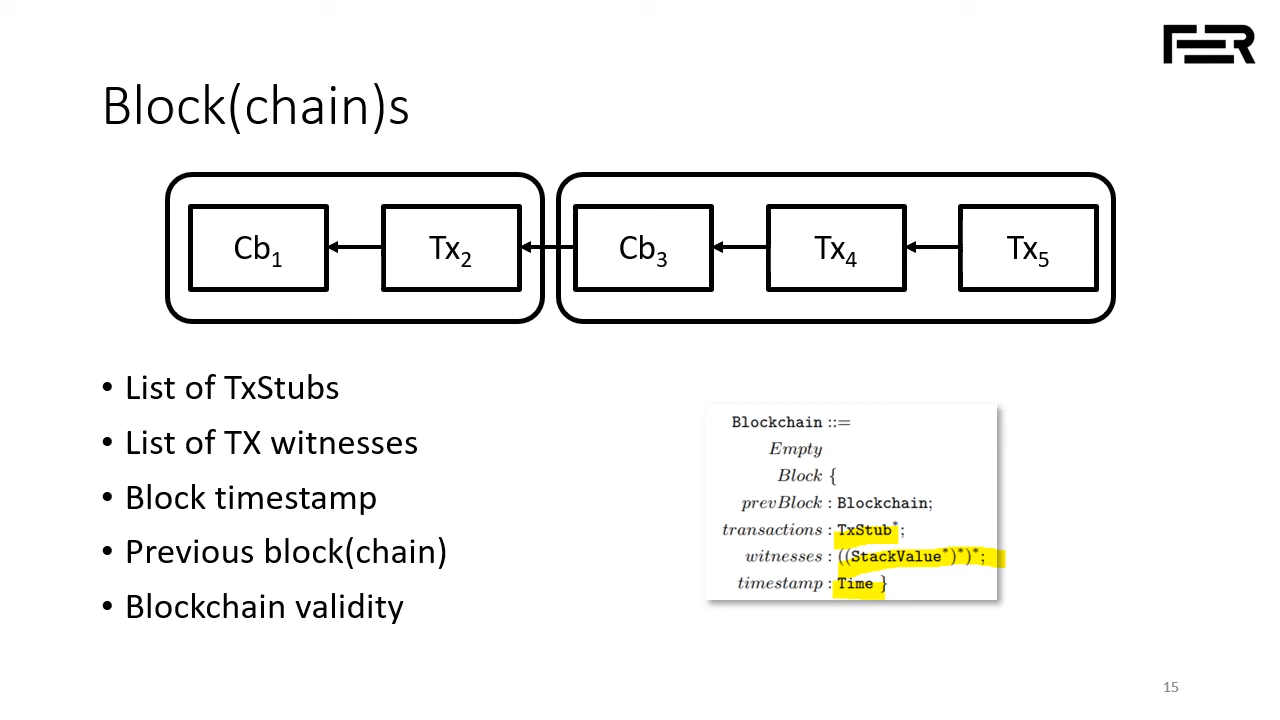 FER
Block(chain)s
Cb1 Tx2 Cb3 Tx4 Tx5
• List of TxStubs
• List of TX witnesses
• Block timestamp
• Previous block(chain)
• Blockchain validity
Blockchain ::=
Empty
Block {
prevBlock : Blockchain;
transactions : TxStub*;
witnesses : ((StackValue*)*)*;
timestamp : Time }
15